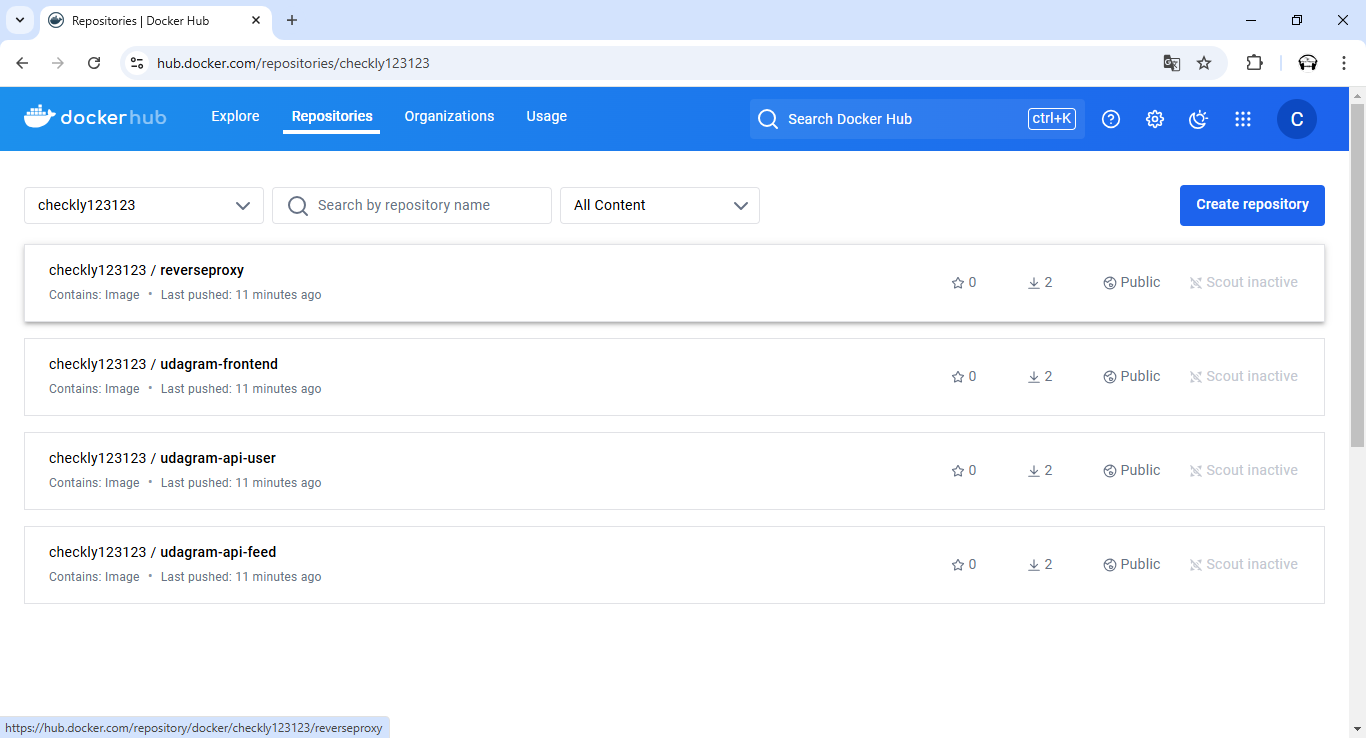 Repositories | Docker Hub
hub.docker.com/repositories/checkly123123
dockerhub Explore Repositories Organizations Usage Search Docker Hub ctrl+K C
checkly123123 Search by repository name All Content Create repository
checkly123123 / reverseproxy
Contains: Image • Last pushed: 11 minutes ago
0 2 Public Scout inactive
checkly123123 / udagram-frontend
Contains: Image • Last pushed: 11 minutes ago
0 2 Public Scout inactive
checkly123123 / udagram-api-user
Contains: Image • Last pushed: 11 minutes ago
0 2 Public Scout inactive
checkly123123 / udagram-api-feed
Contains: Image • Last pushed: 11 minutes ago
0 2 Public Scout inactive
https://hub.docker.com/repository/docker/checkly123123/reverseproxy